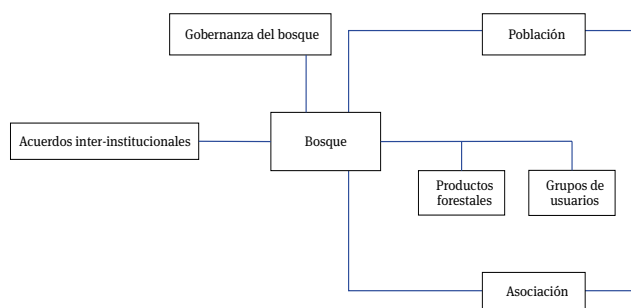 Gobernanza del bosque
Población
Acuerdos inter-institucionales
Bosque
Productos
forestales
Grupos de
usuarios
Asociación